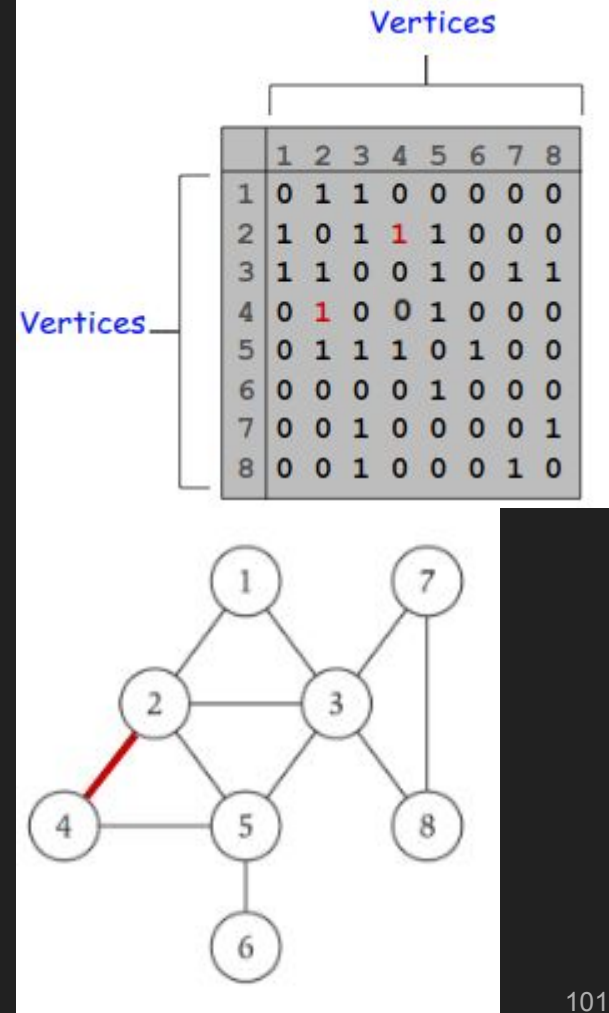 Vertices
1 2 3 4 5 6 7 8
Vertices
1 0 1 1 0 0 0 0 0
2 1 0 1 1 1 0 0 0
3 1 1 0 0 1 0 1 1
4 0 1 0 0 1 0 0 0
5 0 1 1 1 0 1 0 0
6 0 0 0 0 1 0 0 0
7 0 0 1 0 0 0 0 1
8 0 0 1 0 0 0 1 0
1 7
2 3
4 5 8
6
101